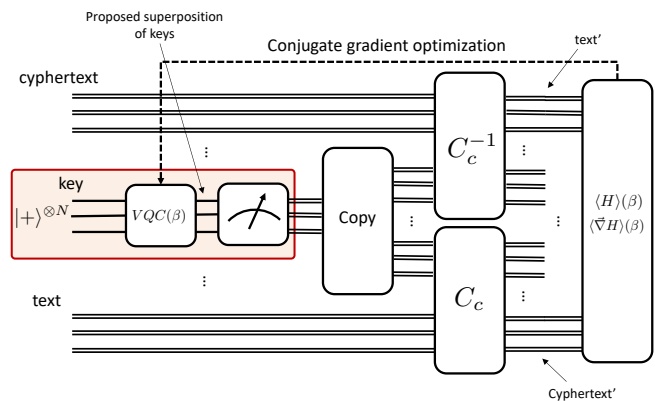 Proposed superposition
of keys
Conjugate gradient optimization
text’
cyphertext
C_c^{-1}
key
|+⟩^{⊗N}
VQC(β)
Copy
⟨H⟩(β)
⟨∇⃗H⟩(β)
text
C_c
Cyphertext’